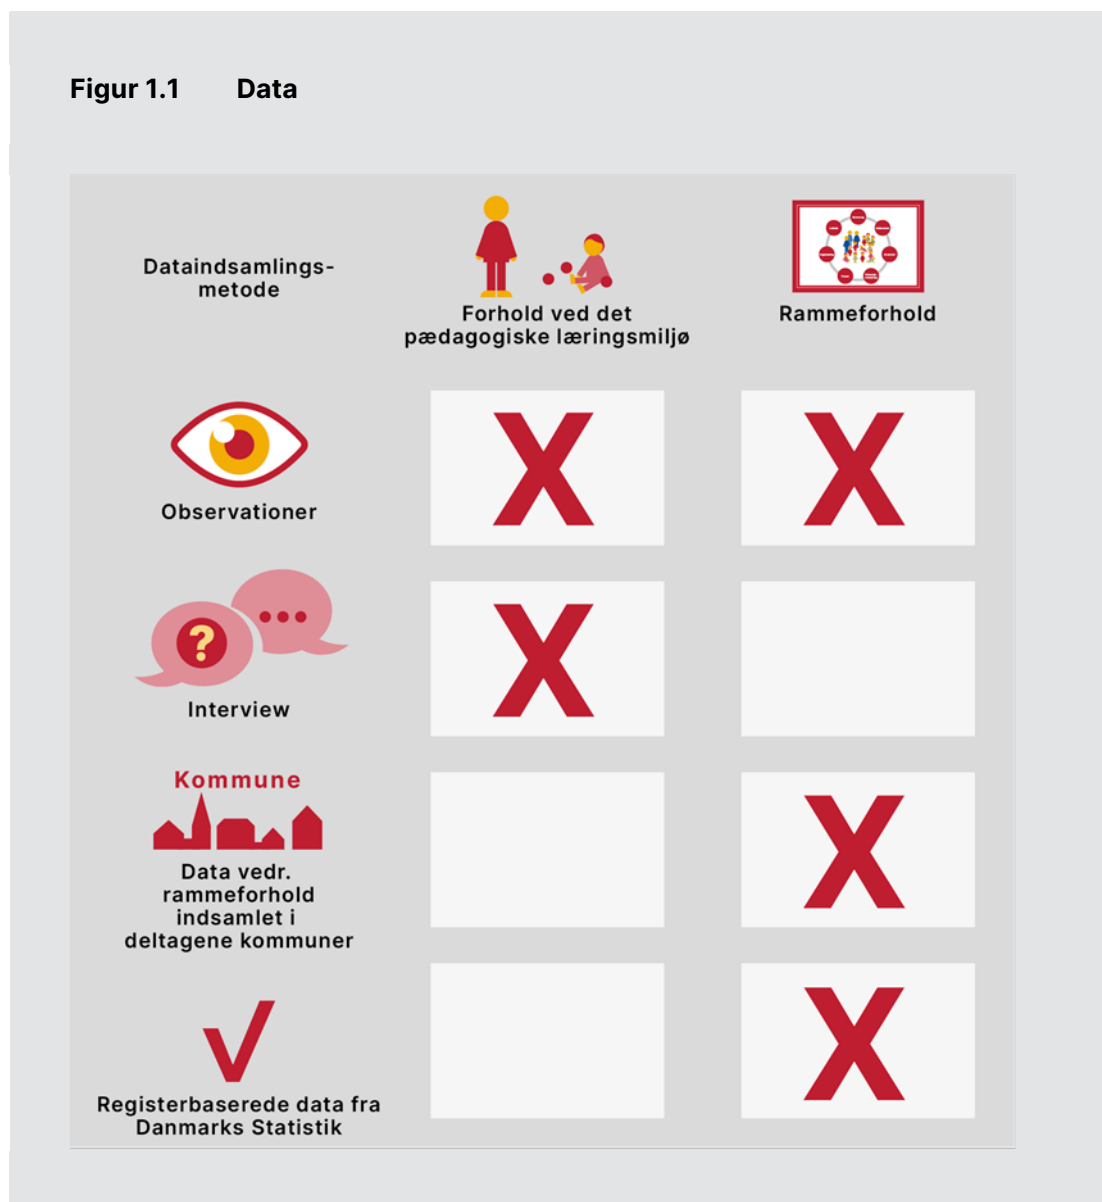 Figur 1.1 Data
Dataindsamlings-
metode
Forhold ved det
pædagogiske læringsmiljø
Rammeforhold
Observationer
X X
?
Interview
X
Kommune
Data vedr.
rammeforhold
indsamlet i
deltagene kommuner
X
Registerbaserede data fra
Danmarks Statistik
X